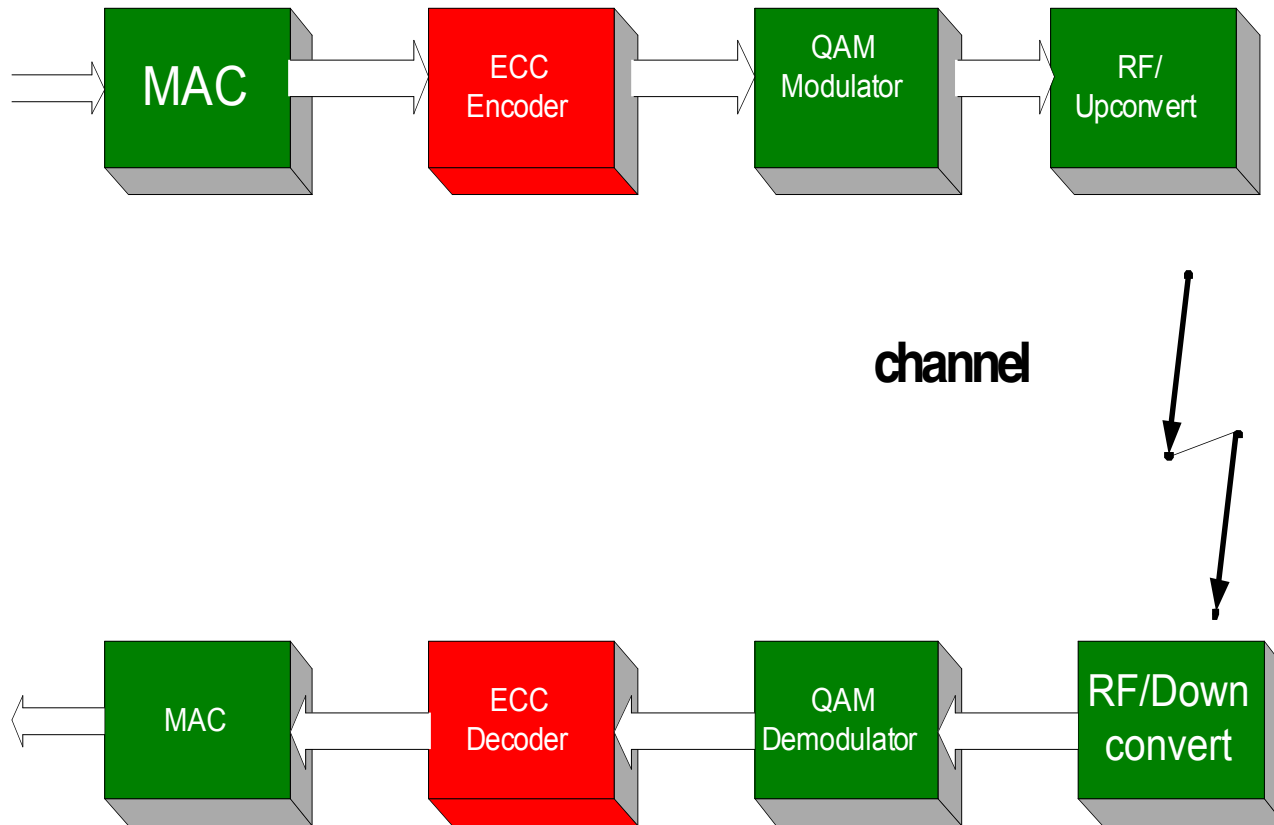 MAC
ECC
Encoder
QAM
Modulator
RF/
Upconvert
channel
MAC
ECC
Decoder
QAM
Demodulator
RF/Down
convert